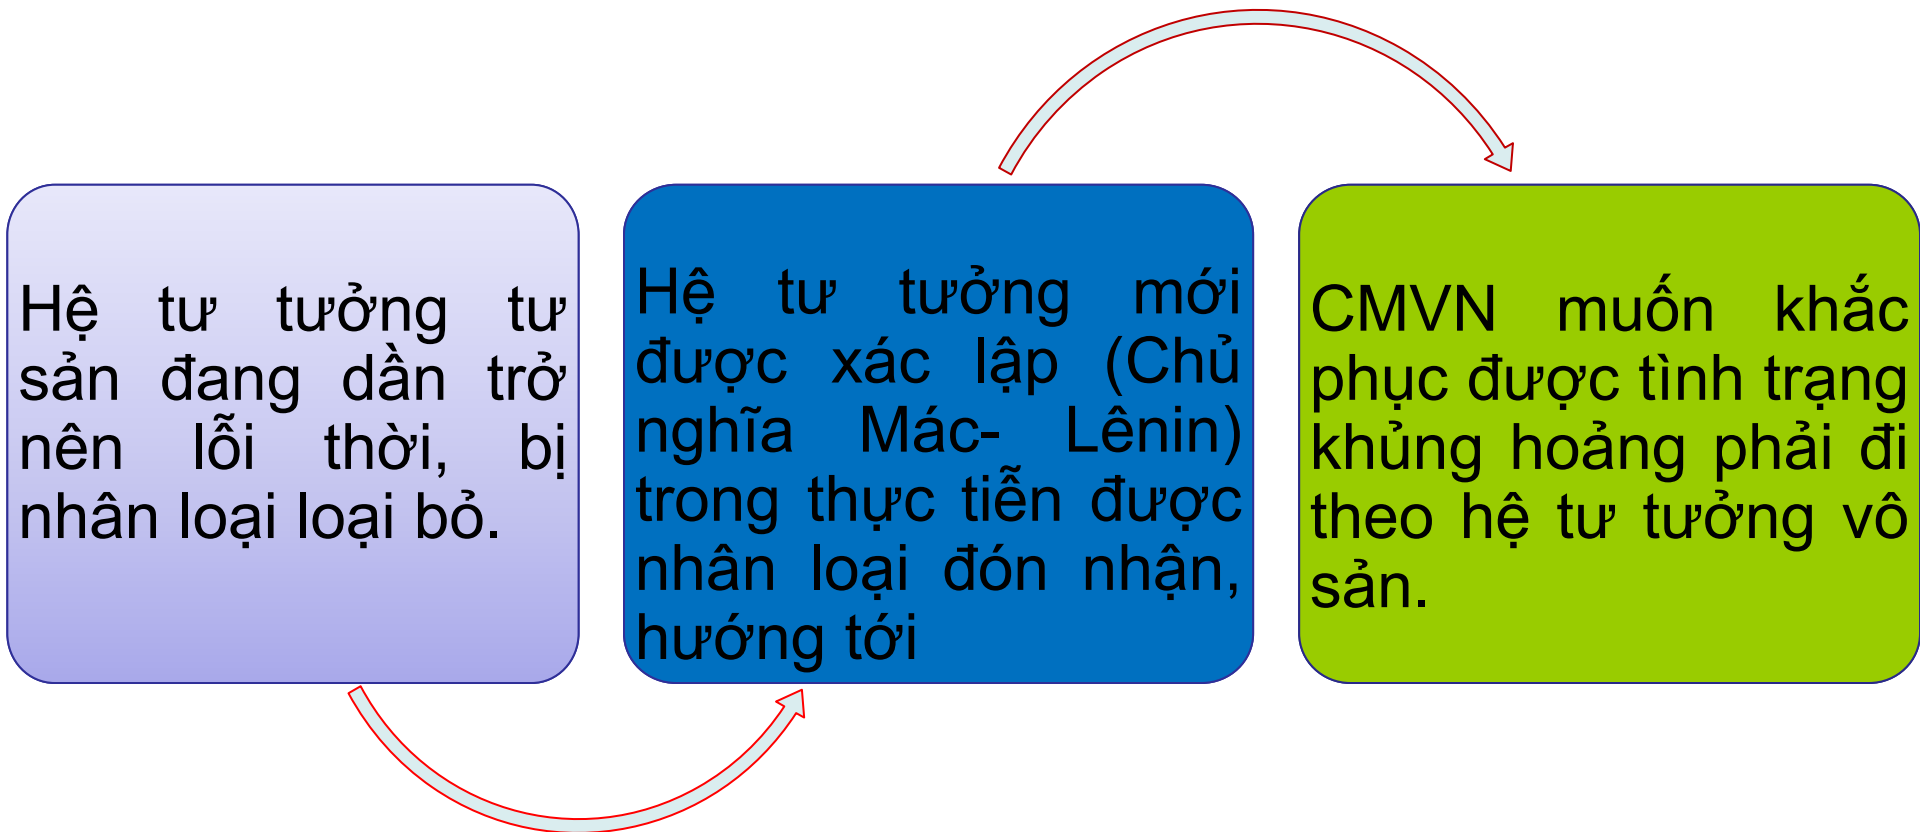 Hệ tư tưởng tư
sản đang dần trở
nên lỗi thời, bị
nhân loại loại bỏ.
Hệ tư tưởng mới
được xác lập (Chủ
nghĩa Mác- Lênin)
trong thực tiễn được
nhân loại đón nhận,
hướng tới
CMVN muốn khắc
phục được tình trạng
khủng hoảng phải đi
theo hệ tư tưởng vô
sản.